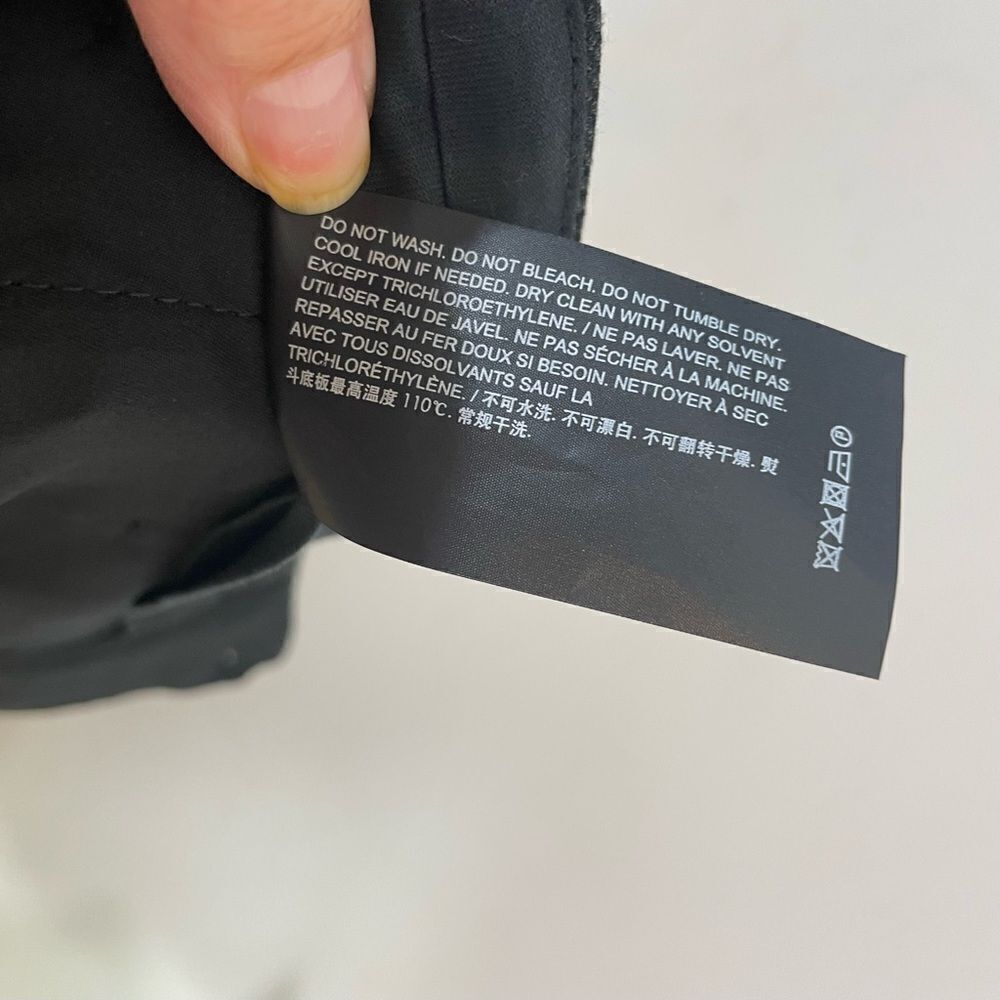 DO NOT WASH. DO NOT BLEACH. DO NOT TUMBLE DRY.
COOL IRON IF NEEDED. DRY CLEAN WITH ANY SOLVENT
EXCEPT TRICHLOROETHYLENE. / NE PAS LAVER. NE PAS
UTILISER EAU DE JAVEL. NE PAS SÉCHER À LA MACHINE.
REPASSER AU FER DOUX SI BESOIN. NETTOYER À SEC
AVEC TOUS DISSOLVANTS SAUF LA
TRICHLORÉTHYLÈNE. / 不可水洗. 不可漂白. 不可翻转干燥. 熨
斗底板最高温度 110℃. 常规干洗.
P